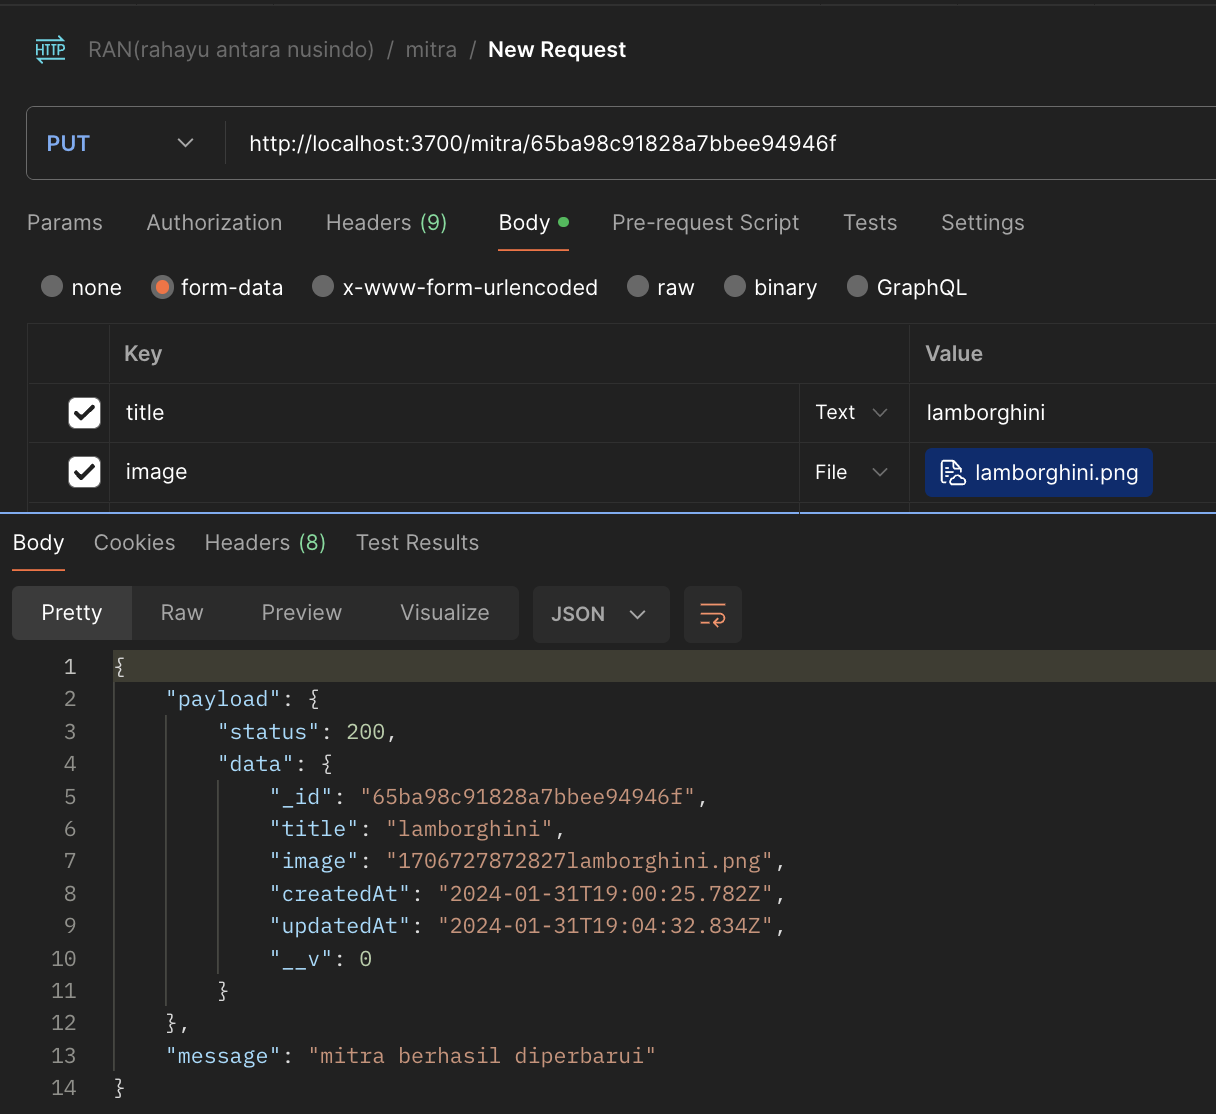 HTTP RAN(rahayu antara nusindo) / mitra / New Request
PUT http://localhost:3700/mitra/65ba98c91828a7bbee94946f
Params Authorization Headers (9) Body Pre-request Script Tests Settings
none form-data x-www-form-urlencoded raw binary GraphQL
Key Value
title Text lamborghini
image File lamborghini.png
Body Cookies Headers (8) Test Results
Pretty Raw Preview Visualize JSON
1 {
2 "payload": {
3 "status": 200,
4 "data": {
5 "_id": "65ba98c91828a7bbee94946f",
6 "title": "lamborghini",
7 "image": "1706727872827lamborghini.png",
8 "createdAt": "2024-01-31T19:00:25.782Z",
9 "updatedAt": "2024-01-31T19:04:32.834Z",
10 "__v": 0
11 }
12 },
13 "message": "mitra berhasil diperbarui"
14 }